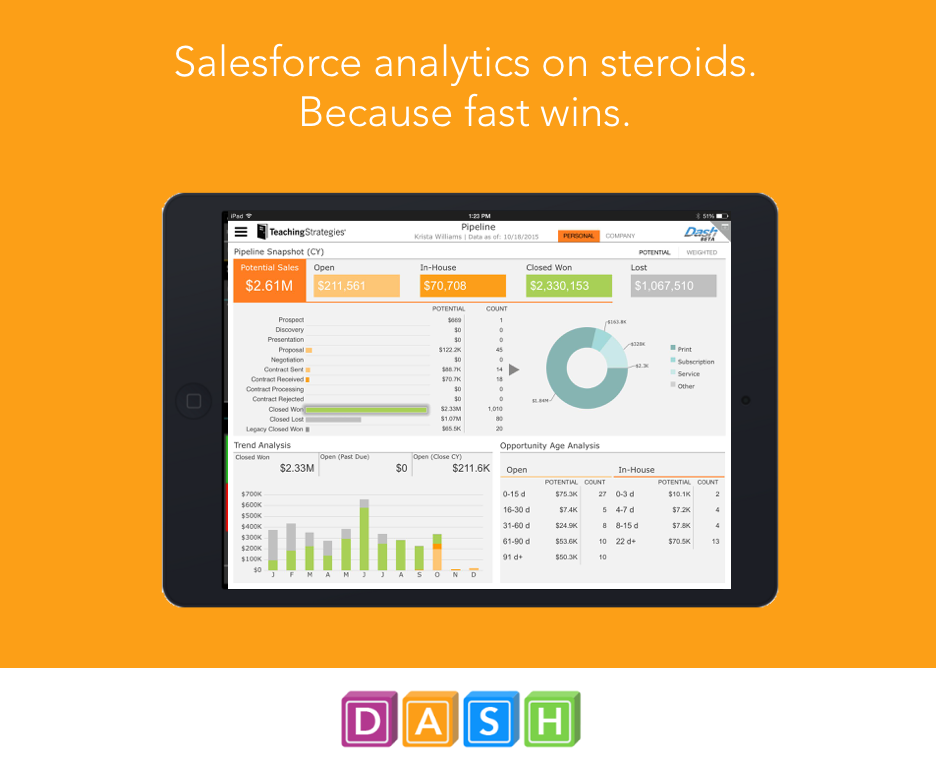 Salesforce analytics on steroids.
Because fast wins.
iPad 1:23 PM 51%
TeachingStrategies®
Pipeline
Krista Williams | Data as of: 10/18/2015
PERSONAL COMPANY
Dash
BETA
Pipeline Snapshot (CY) POTENTIAL WEIGHTED
Potential Sales Open In-House Closed Won Lost
$2.61M $211,561 $70,708 $2,330,153 $1,067,510
POTENTIAL COUNT
Prospect $669 1
Discovery $0 0
Presentation $0 0
Proposal $122.2K 45
Negotiation $0 0
Contract Sent $88.7K 14
Contract Received $70.7K 18
Contract Processing $0 0
Contract Rejected $0 0
Closed Won $2.33M 1,010
Closed Lost $1.07M 80
Legacy Closed Won $65.5K 20
$163.8K
$328K
$2.3K
$1.84M
Print
Subscription
Service
Other
Trend Analysis
Closed Won Open (Past Due) Open (Close CY)
$2.33M $0 $211.6K
$700K
$600K
$500K
$400K
$300K
$200K
$100K
$0
J F M A M J J A S O N D
Opportunity Age Analysis
Open In-House
POTENTIAL COUNT POTENTIAL COUNT
0-15 d $75.3K 27 0-3 d $10.1K 2
16-30 d $7.4K 5 4-7 d $7.2K 4
31-60 d $24.9K 8 8-15 d $7.8K 4
61-90 d $53.6K 10 22 d+ $70.5K 13
91 d+ $50.3K 10
DASH